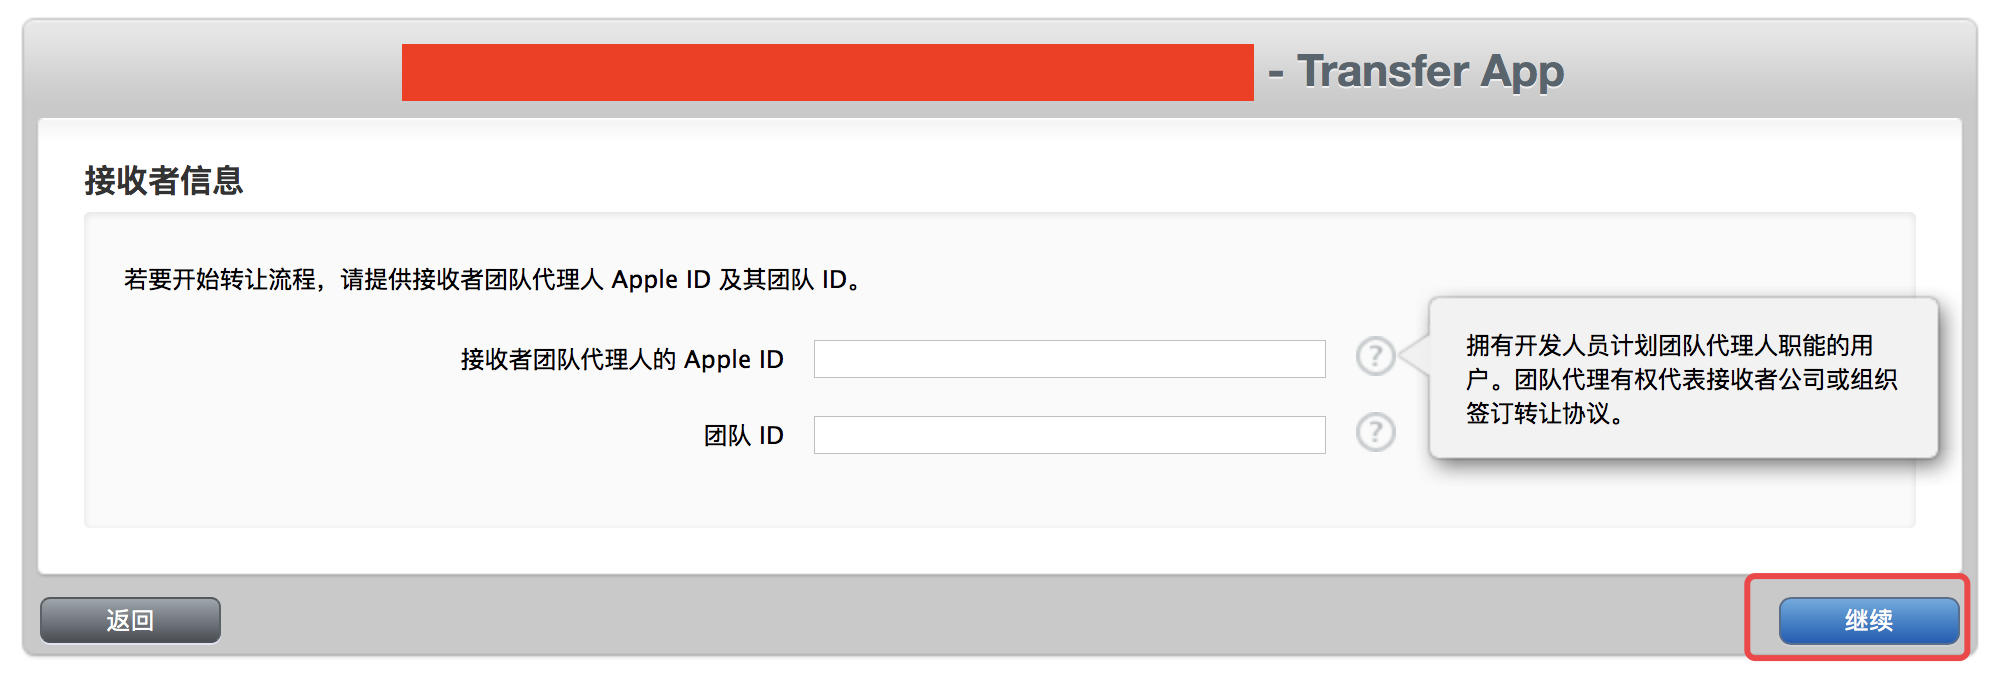 - Transfer App
接收者信息
若要开始转让流程，请提供接收者团队代理人 Apple ID 及其团队 ID。
接收者团队代理人的 Apple ID
?
拥有开发人员计划团队代理人职能的用
户。团队代理有权代表接收者公司或组织
签订转让协议。
团队 ID
?
返回
继续